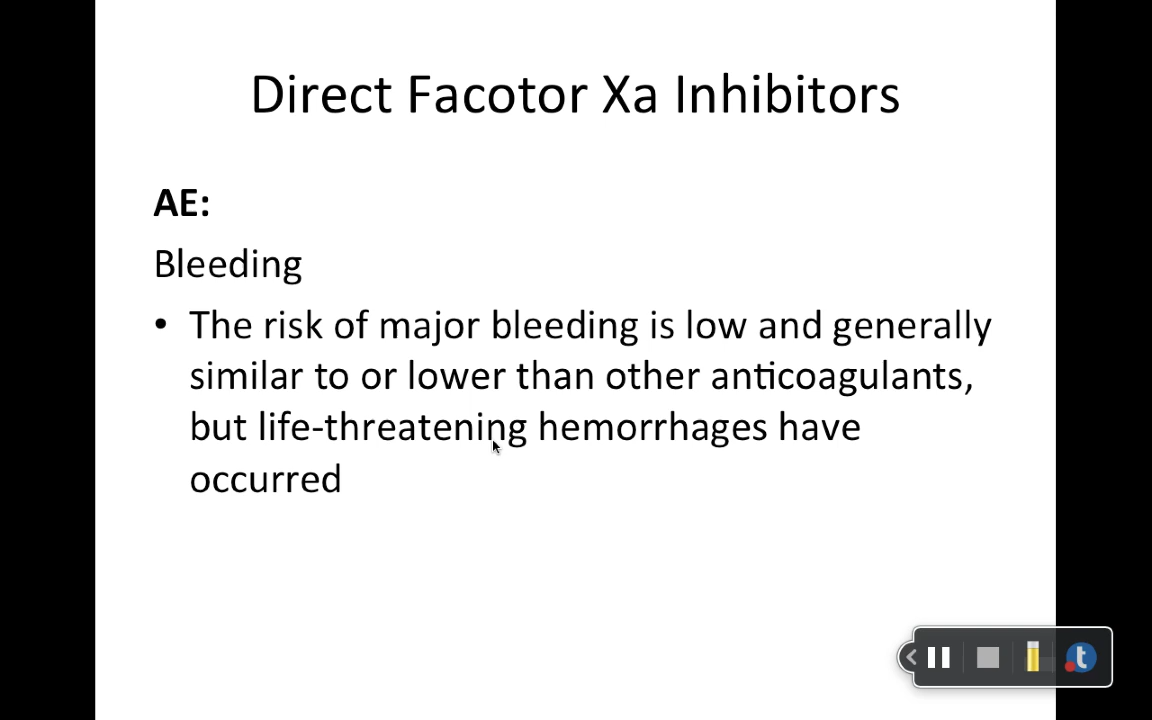 Direct Facotor Xa Inhibitors
AE:
Bleeding
• The risk of major bleeding is low and generally
similar to or lower than other anticoagulants,
but life-threatening hemorrhages have
occurred
t